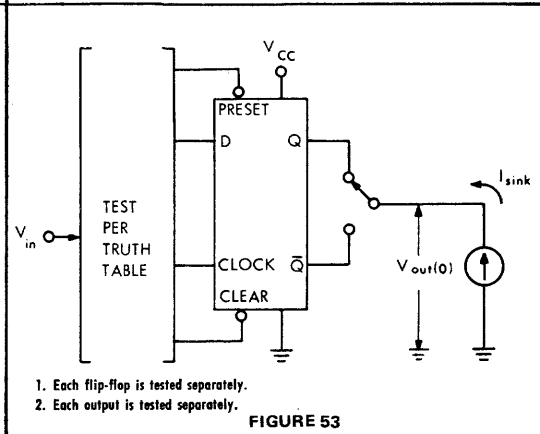 V CC
PRESET
D
Q
I sink
TEST
PER
TRUTH
TABLE
V in
CLOCK
Q̅
CLEAR
V out(0)
1. Each flip-flop is tested separately.
2. Each output is tested separately.
FIGURE 53